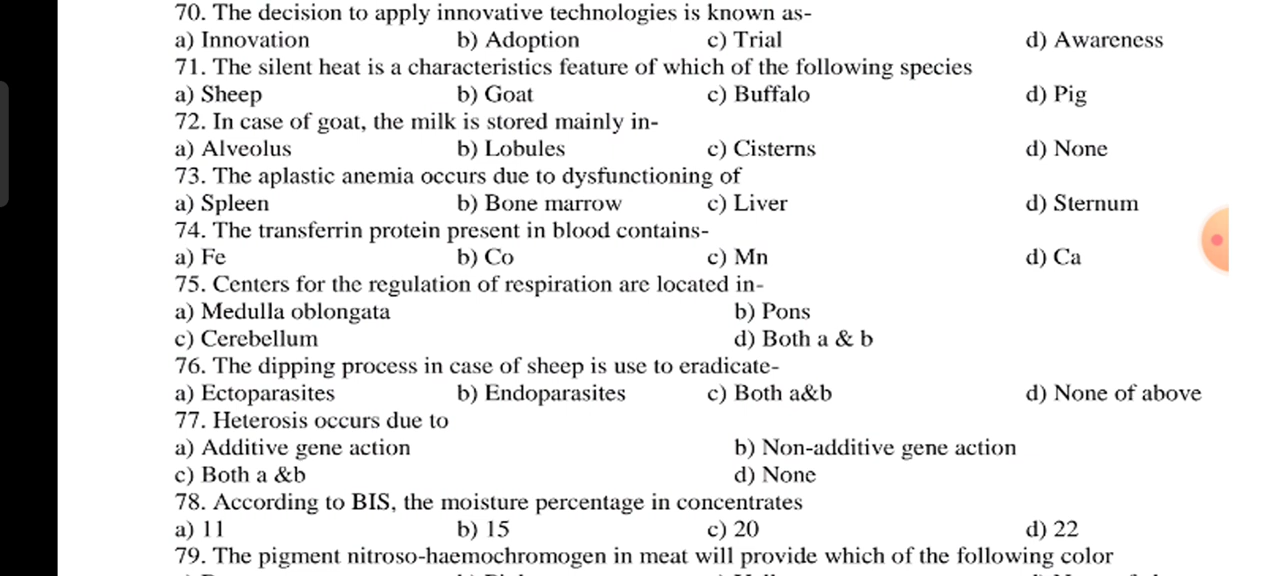 70. The decision to apply innovative technologies is known as-
a) Innovation b) Adoption c) Trial d) Awareness
71. The silent heat is a characteristics feature of which of the following species
a) Sheep b) Goat c) Buffalo d) Pig
72. In case of goat, the milk is stored mainly in-
a) Alveolus b) Lobules c) Cisterns d) None
73. The aplastic anemia occurs due to dysfunctioning of
a) Spleen b) Bone marrow c) Liver d) Sternum
74. The transferrin protein present in blood contains-
a) Fe b) Co c) Mn d) Ca
75. Centers for the regulation of respiration are located in-
a) Medulla oblongata b) Pons
c) Cerebellum d) Both a & b
76. The dipping process in case of sheep is use to eradicate-
a) Ectoparasites b) Endoparasites c) Both a&b d) None of above
77. Heterosis occurs due to
a) Additive gene action b) Non-additive gene action
c) Both a &b d) None
78. According to BIS, the moisture percentage in concentrates
a) 11 b) 15 c) 20 d) 22
79. The pigment nitroso-haemochromogen in meat will provide which of the following color